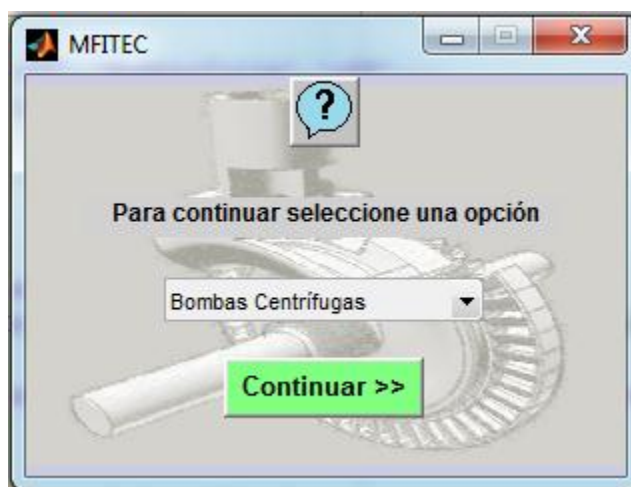 MFITEC
?
Para continuar seleccione una opción
Bombas Centrífugas
Continuar >>